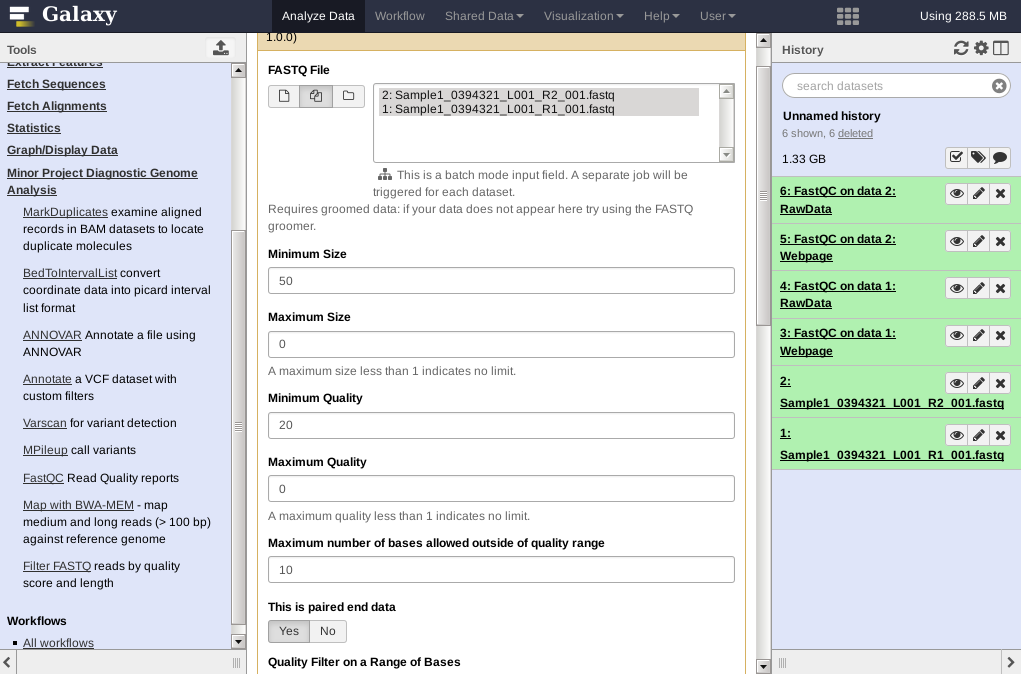 Galaxy
Analyze Data
Workflow
Shared Data
Visualization
Help
User
Using 288.5 MB
Tools
Extract Features
Fetch Sequences
Fetch Alignments
Statistics
Graph/Display Data
Minor Project Diagnostic Genome
Analysis
MarkDuplicates examine aligned
records in BAM datasets to locate
duplicate molecules
BedToIntervalList convert
coordinate data into picard interval
list format
ANNOVAR Annotate a file using
ANNOVAR
Annotate a VCF dataset with
custom filters
Varscan for variant detection
MPileup call variants
FastQC Read Quality reports
Map with BWA-MEM - map
medium and long reads (> 100 bp)
against reference genome
Filter FASTQ reads by quality
score and length
Workflows
All workflows
1.0.0)
FASTQ File
2: Sample1_0394321_L001_R2_001.fastq
1: Sample1_0394321_L001_R1_001.fastq
This is a batch mode input field. A separate job will be
triggered for each dataset.
Requires groomed data: if your data does not appear here try using the FASTQ
groomer.
Minimum Size
50
Maximum Size
0
A maximum size less than 1 indicates no limit.
Minimum Quality
20
Maximum Quality
0
A maximum quality less than 1 indicates no limit.
Maximum number of bases allowed outside of quality range
10
This is paired end data
Yes
No
Quality Filter on a Range of Bases
History
search datasets
Unnamed history
6 shown, 6 deleted
1.33 GB
6: FastQC on data 2:
RawData
5: FastQC on data 2:
Webpage
4: FastQC on data 1:
RawData
3: FastQC on data 1:
Webpage
2:
Sample1_0394321_L001_R2_001.fastq
1:
Sample1_0394321_L001_R1_001.fastq